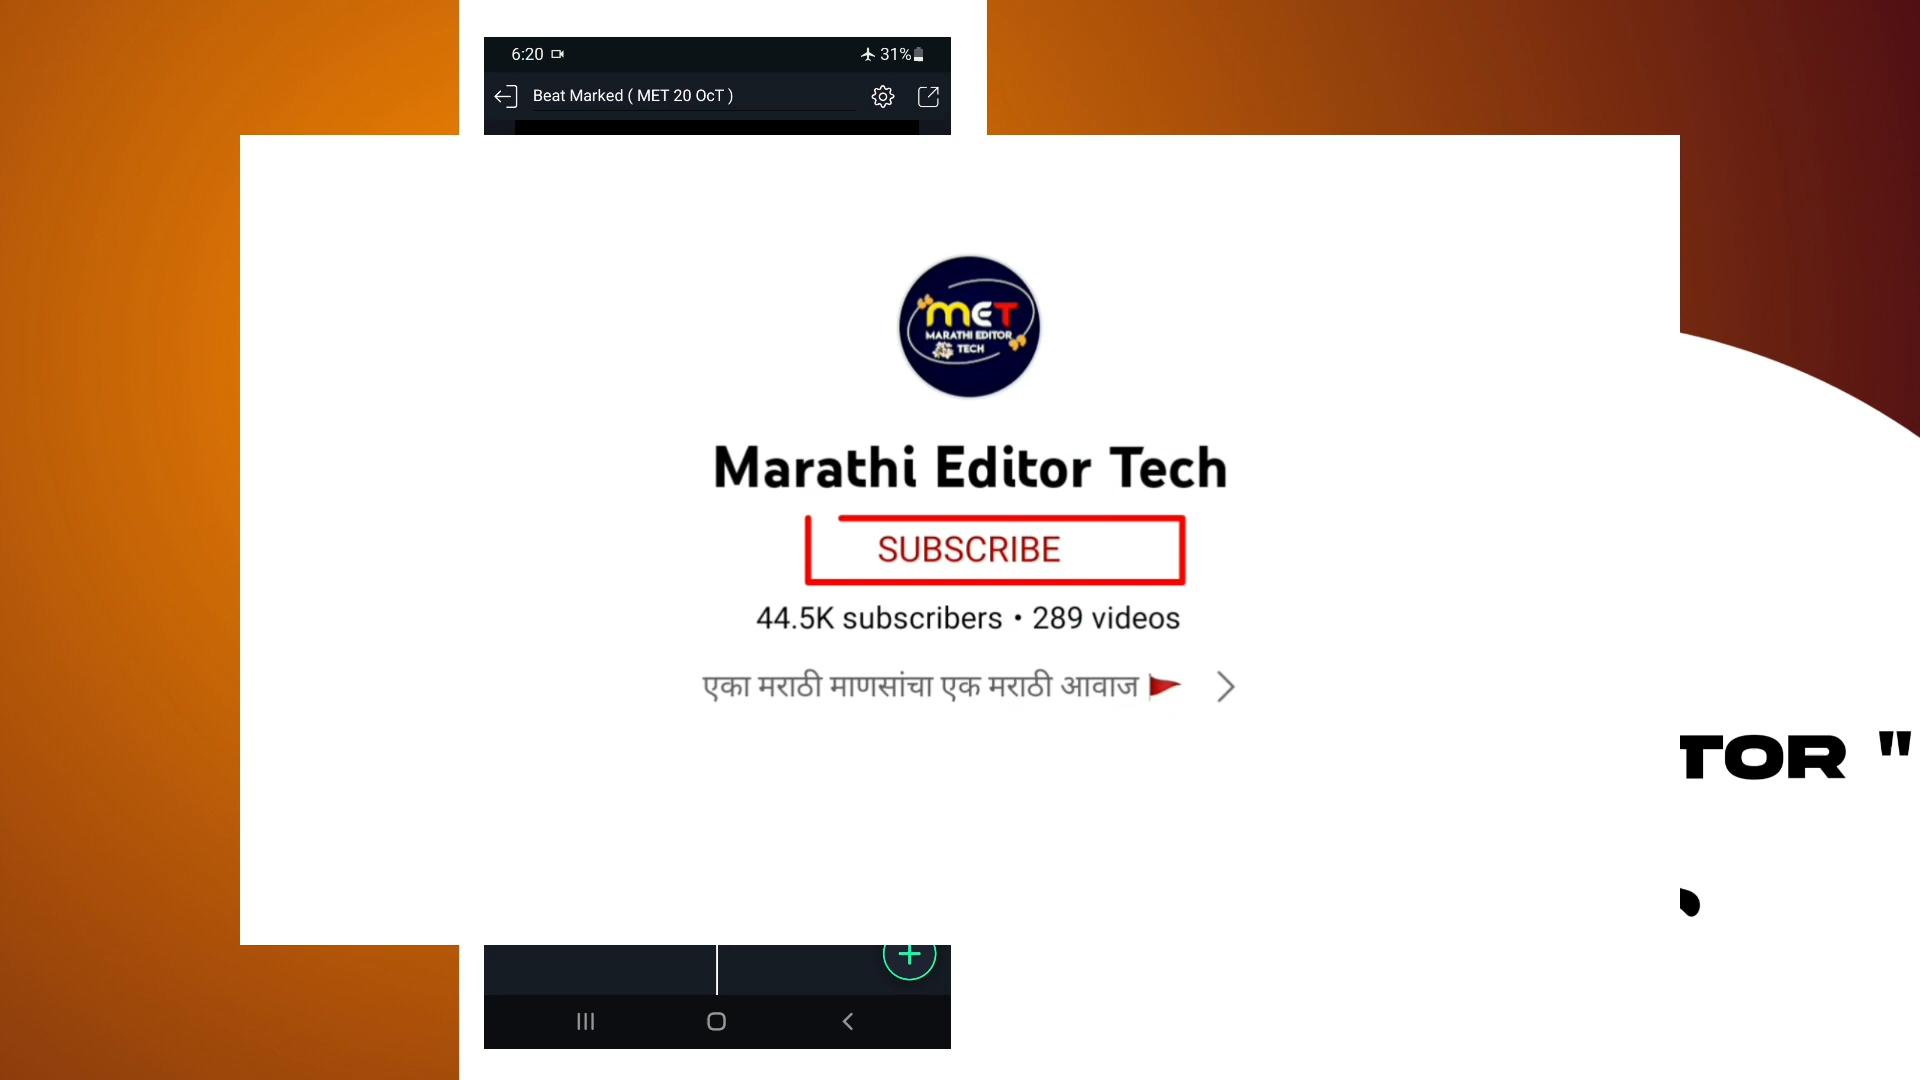 6:20
31%
Beat Marked ( MET 20 OcT )
MET
MARATHI EDITOR
TECH
Marathi Editor Tech
SUBSCRIBE
44.5K subscribers • 289 videos
एका मराठी माणसांचा एक मराठी आवाज
TOR "